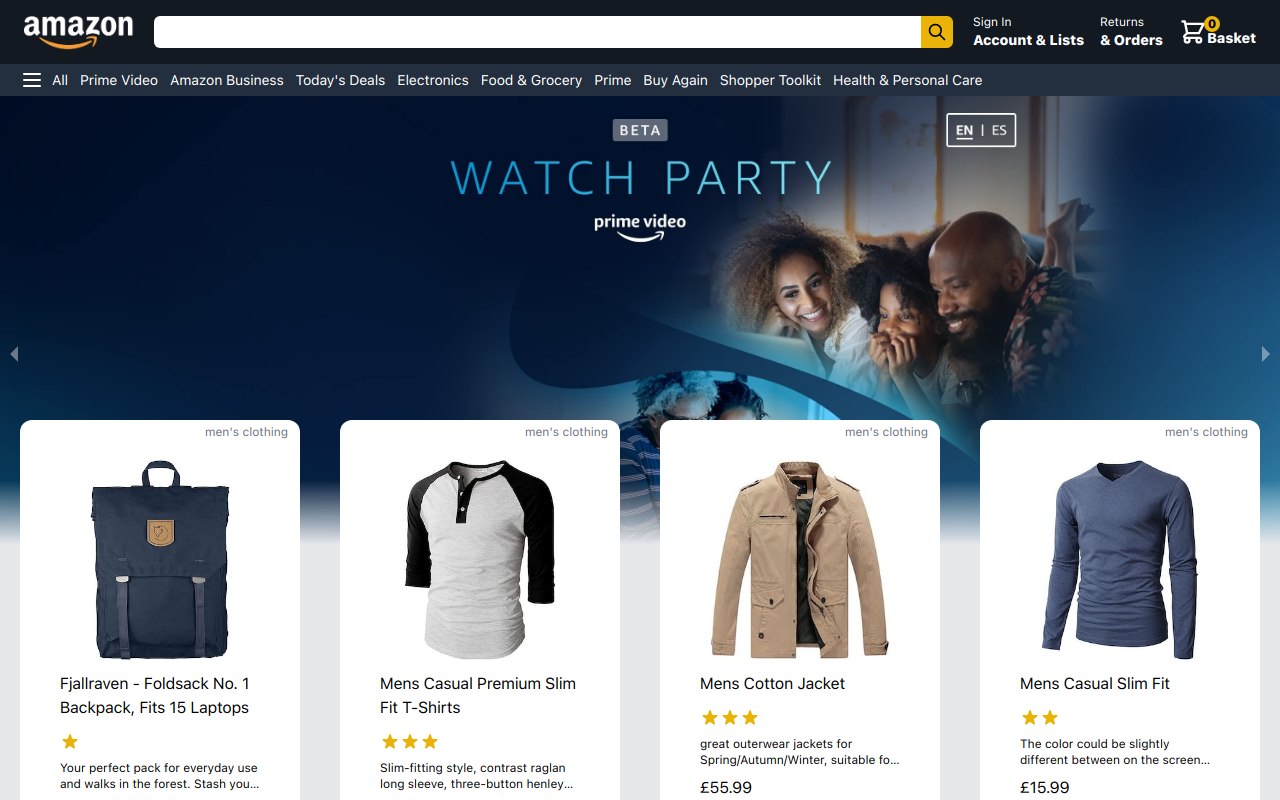 amazon
Sign In
Account & Lists
Returns
& Orders
0
Basket
All Prime Video Amazon Business Today's Deals Electronics Food & Grocery Prime Buy Again Shopper Toolkit Health & Personal Care
BETA
EN | ES
WATCH PARTY
prime video
men's clothing
Fjallraven - Foldsack No. 1
Backpack, Fits 15 Laptops
Your perfect pack for everyday use
and walks in the forest. Stash you...
men's clothing
Mens Casual Premium Slim
Fit T-Shirts
Slim-fitting style, contrast raglan
long sleeve, three-button henley...
men's clothing
Mens Cotton Jacket
great outerwear jackets for
Spring/Autumn/Winter, suitable fo...
£55.99
men's clothing
Mens Casual Slim Fit
The color could be slightly
different between on the screen...
£15.99